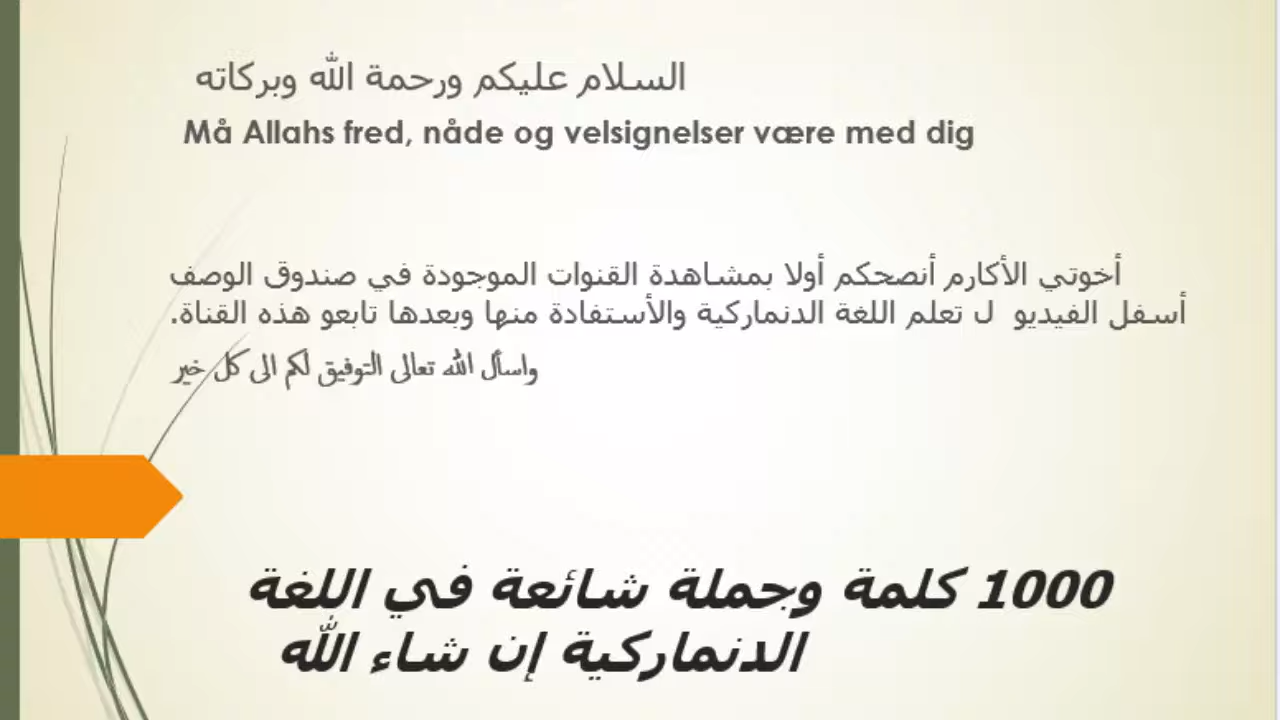 السلام عليكم ورحمة الله وبركاته
Må Allahs fred, nåde og velsignelser være med dig
أخوتي الأكارم أنصحكم أولا بمشاهدة القنوات الموجودة في صندوق الوصف
أسفل الفيديو ل تعلم اللغة الدنماركية والأستفادة منها وبعدها تابعو هذه القناة.
واسأل الله تعالى التوفيق لكم الى كل خير
1000 كلمة وجملة شائعة في اللغة
الدنماركية إن شاء الله